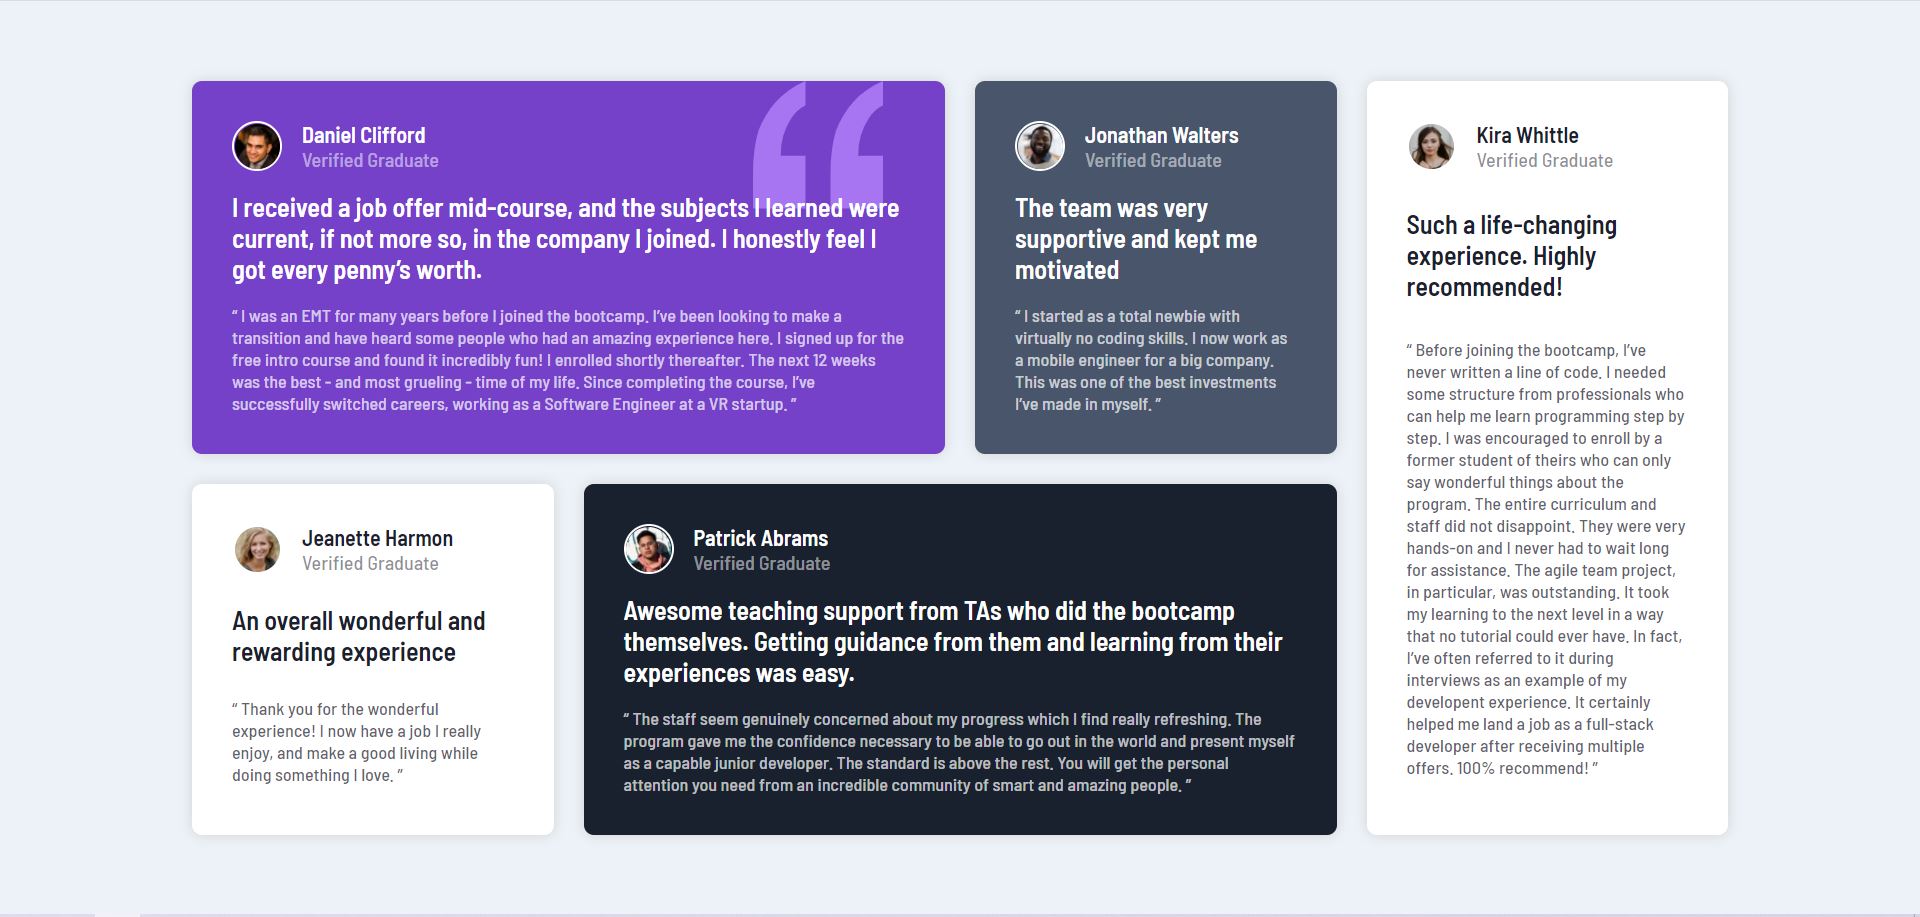 “
Daniel Clifford
Verified Graduate
I received a job offer mid-course, and the subjects I learned were
current, if not more so, in the company I joined. I honestly feel I
got every penny’s worth.
“ I was an EMT for many years before I joined the bootcamp. I’ve been looking to make a
transition and have heard some people who had an amazing experience here. I signed up for the
free intro course and found it incredibly fun! I enrolled shortly thereafter. The next 12 weeks
was the best - and most grueling - time of my life. Since completing the course, I’ve
successfully switched careers, working as a Software Engineer at a VR startup. ”
Jonathan Walters
Verified Graduate
The team was very
supportive and kept me
motivated
“ I started as a total newbie with
virtually no coding skills. I now work as
a mobile engineer for a big company.
This was one of the best investments
I’ve made in myself. ”
Kira Whittle
Verified Graduate
Such a life-changing
experience. Highly
recommended!
“ Before joining the bootcamp, I’ve
never written a line of code. I needed
some structure from professionals who
can help me learn programming step by
step. I was encouraged to enroll by a
former student of theirs who can only
say wonderful things about the
program. The entire curriculum and
staff did not disappoint. They were very
hands-on and I never had to wait long
for assistance. The agile team project,
in particular, was outstanding. It took
my learning to the next level in a way
that no tutorial could ever have. In fact,
I’ve often referred to it during
interviews as an example of my
developent experience. It certainly
helped me land a job as a full-stack
developer after receiving multiple
offers. 100% recommend! ”
Jeanette Harmon
Verified Graduate
An overall wonderful and
rewarding experience
“ Thank you for the wonderful
experience! I now have a job I really
enjoy, and make a good living while
doing something I love. ”
Patrick Abrams
Verified Graduate
Awesome teaching support from TAs who did the bootcamp
themselves. Getting guidance from them and learning from their
experiences was easy.
“ The staff seem genuinely concerned about my progress which I find really refreshing. The
program gave me the confidence necessary to be able to go out in the world and present myself
as a capable junior developer. The standard is above the rest. You will get the personal
attention you need from an incredible community of smart and amazing people. ”